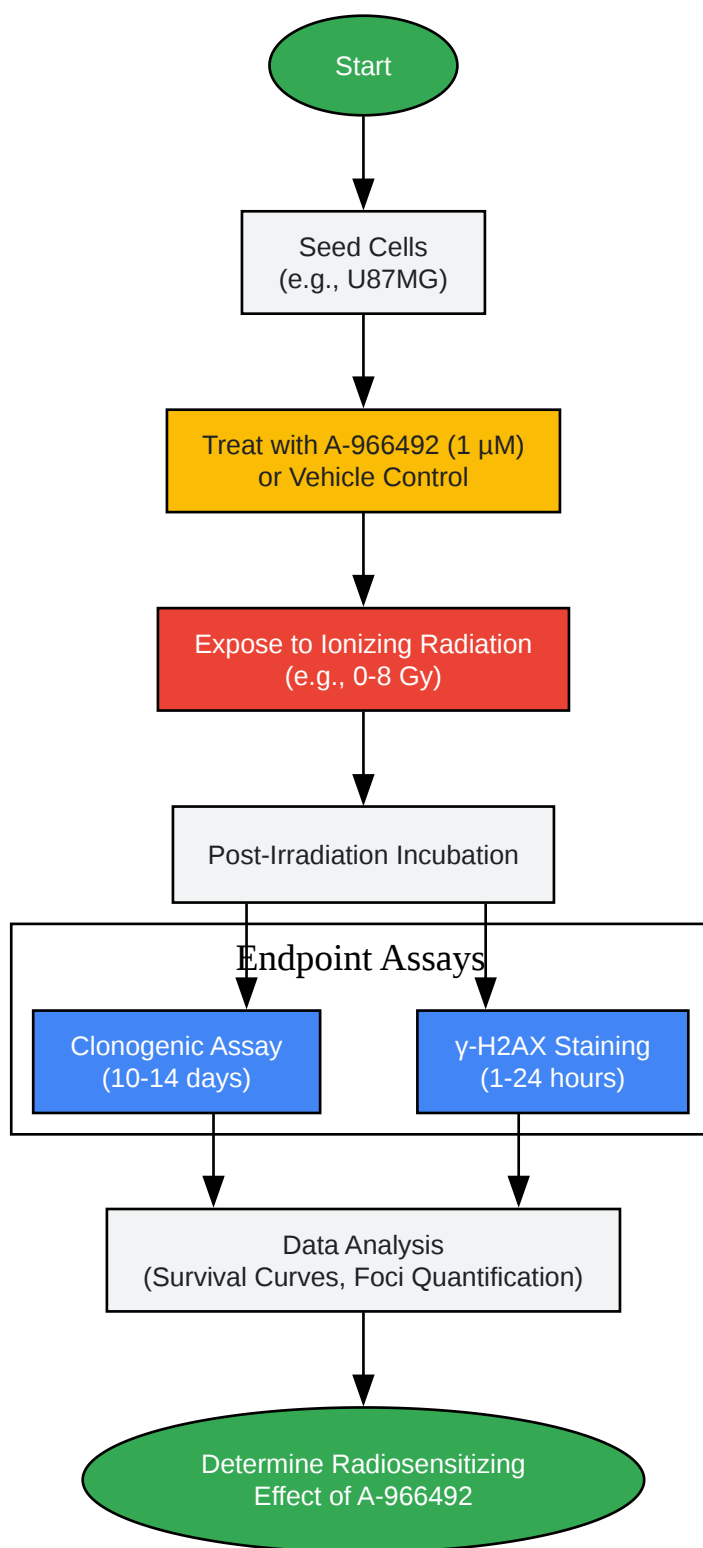 Start
Seed Cells
(e.g., U87MG)
Treat with A-966492 (1 µM)
or Vehicle Control
Expose to Ionizing Radiation
(e.g., 0-8 Gy)
Post-Irradiation Incubation
Endpoint Assays
Clonogenic Assay
(10-14 days)
γ-H2AX Staining
(1-24 hours)
Data Analysis
(Survival Curves, Foci Quantification)
Determine Radiosensitizing
Effect of A-966492